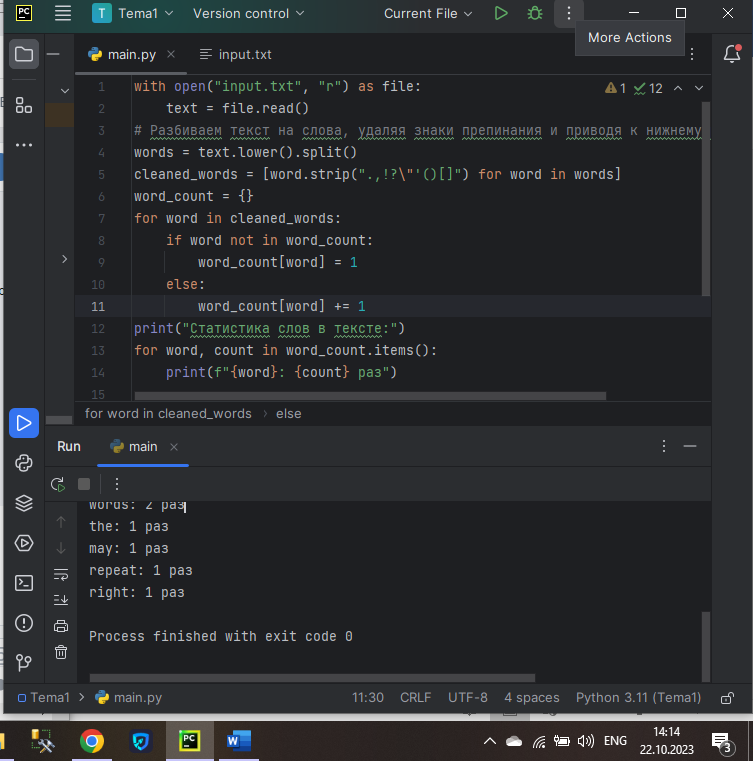 PC T Tema1 Version control Current File
More Actions
main.py input.txt
1 with open("input.txt", "r") as file:
1 12
2 text = file.read()
3 # Разбиваем текст на слова, удаляя знаки препинания и приводя к нижнему
4 words = text.lower().split()
5 cleaned_words = [word.strip(".,!?\"'()[]") for word in words]
6 word_count = {}
7 for word in cleaned_words:
8 if word not in word_count:
9 word_count[word] = 1
10 else:
11 word_count[word] += 1
12 print("Статистика слов в тексте:")
13 for word, count in word_count.items():
14 print(f"{word}: {count} раз")
15
for word in cleaned_words › else
Run main
words: 2 раз
the: 1 раз
may: 1 раз
repeat: 1 раз
right: 1 раз
Process finished with exit code 0
Tema1 › main.py 11:30 CRLF UTF-8 4 spaces Python 3.11 (Tema1)
PC W ENG 14:14
22.10.2023 3